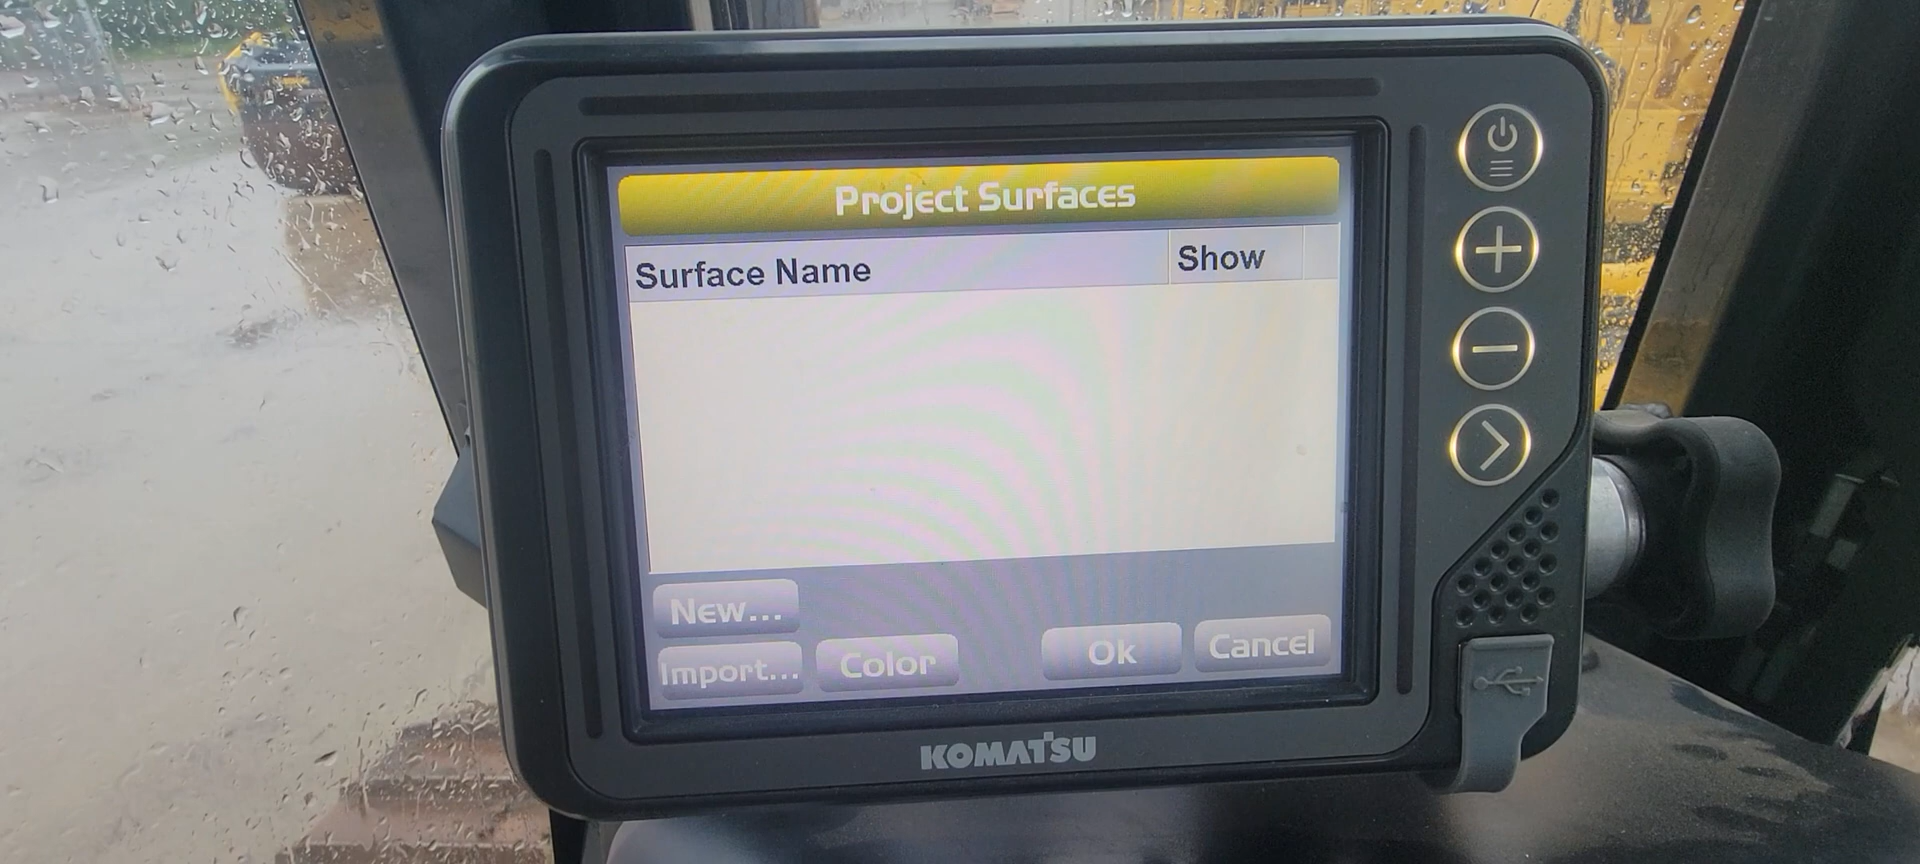 Project Surfaces
Surface Name Show
New...
Import... Color Ok Cancel
KOMATSU